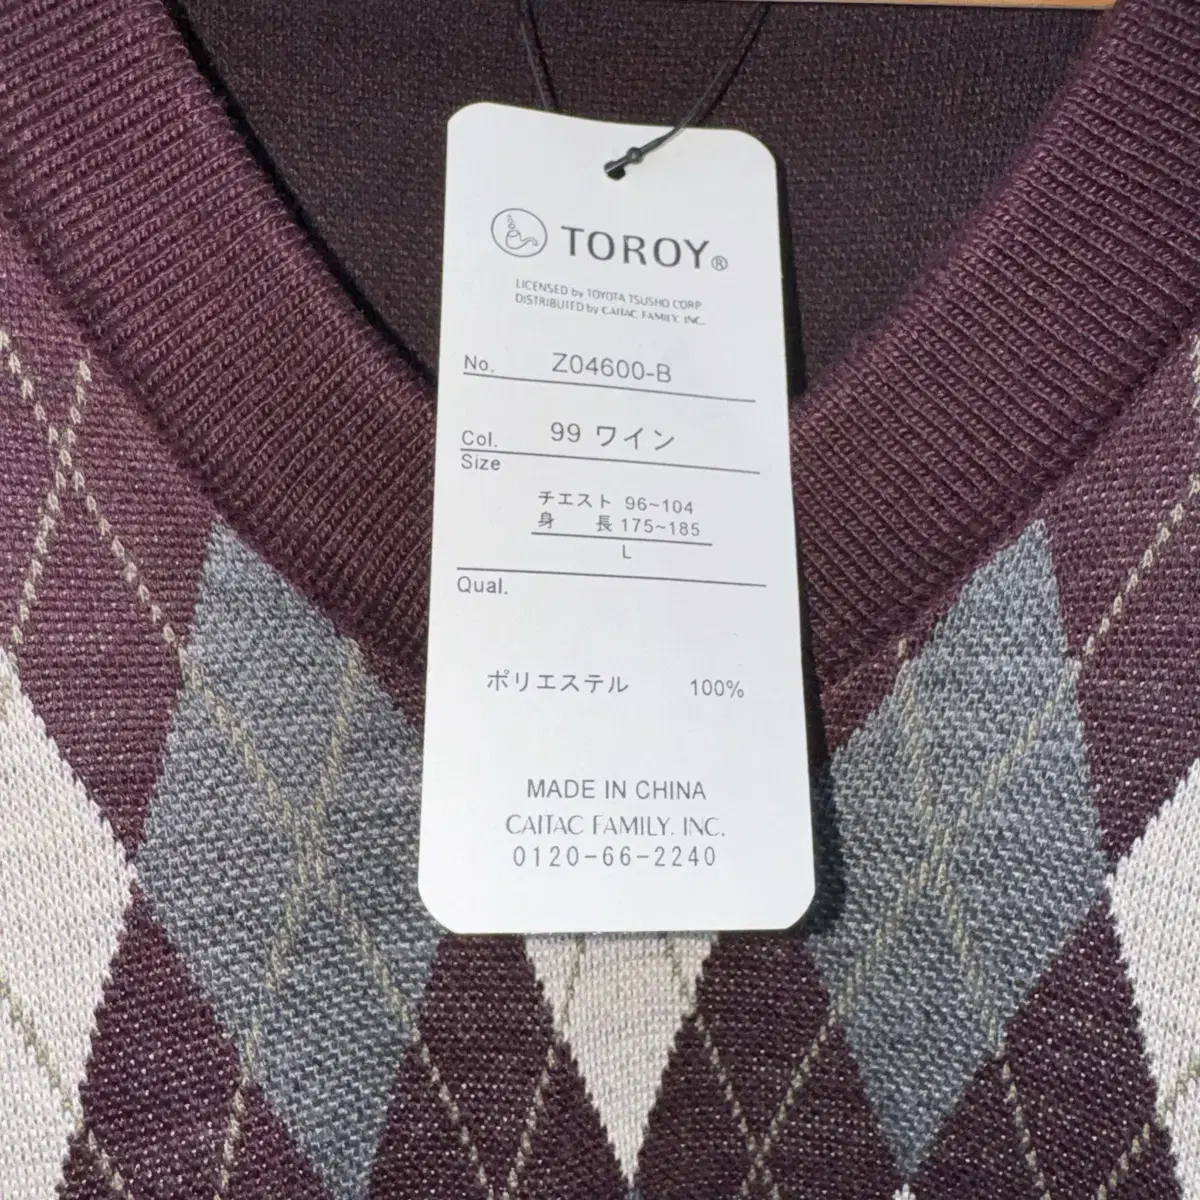 TOROY®
LICENSED by TOYOTA TSUSHO CORP
DISTRIBUTED by CAITAC FAMILY, INC.
No. Z04600-B
Col. 99 ワイン
Size
チエスト 96~104
身 長 175~185
L
Qual.
ポリエステル 100%
MADE IN CHINA
CAITAC FAMILY, INC.
0120-66-2240